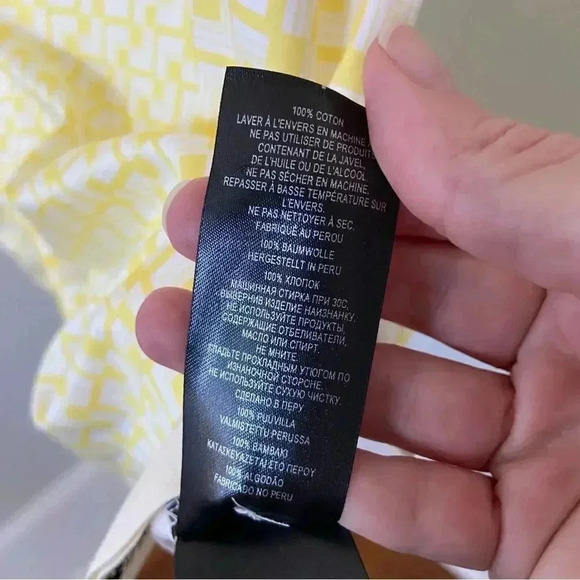 100% COTON
LAVER À L'ENVERS EN MACHINE
NE PAS UTILISER DE PRODUITS
CONTENANT DE LA JAVEL,
DE L'HUILE OU DE L'ALCOOL.
NE PAS SÉCHER EN MACHINE.
REPASSER À BASSE TEMPÉRATURE SUR
L'ENVERS.
NE PAS NETTOYER À SEC.
FABRIQUÉ AU PEROU
100% BAUMWOLLE
HERGESTELLT IN PERU
100% ХЛОПОК
МАШИННАЯ СТИРКА ПРИ 30С,
ВЫВЕРНИВ ИЗДЕЛИЕ НАИЗНАНКУ.
НЕ ИСПОЛЬЗУЙТЕ ПРОДУКТЫ,
СОДЕРЖАЩИЕ ОТБЕЛИВАТЕЛИ,
МАСЛО ИЛИ СПИРТ.
НЕ МНИТЕ.
ГЛАДЬТЕ ПРОХЛАДНЫМ УТЮГОМ ПО
ИЗНАНОЧНОЙ СТОРОНЕ.
НЕ ИСПОЛЬЗУЙТЕ СУХУЮ ЧИСТКУ.
СДЕЛАНО В ПЕРУ
100% PUUVILLA
VALMISTETTU PERUSSA
100% ΒΑΜΒΑΚΙ
ΚΑΤΑΣΚΕΥΑΖΕΤΑΙ ΣΤΟ ΠΕΡΟΥ
100% ALGODÃO
FABRICADO NO PERU